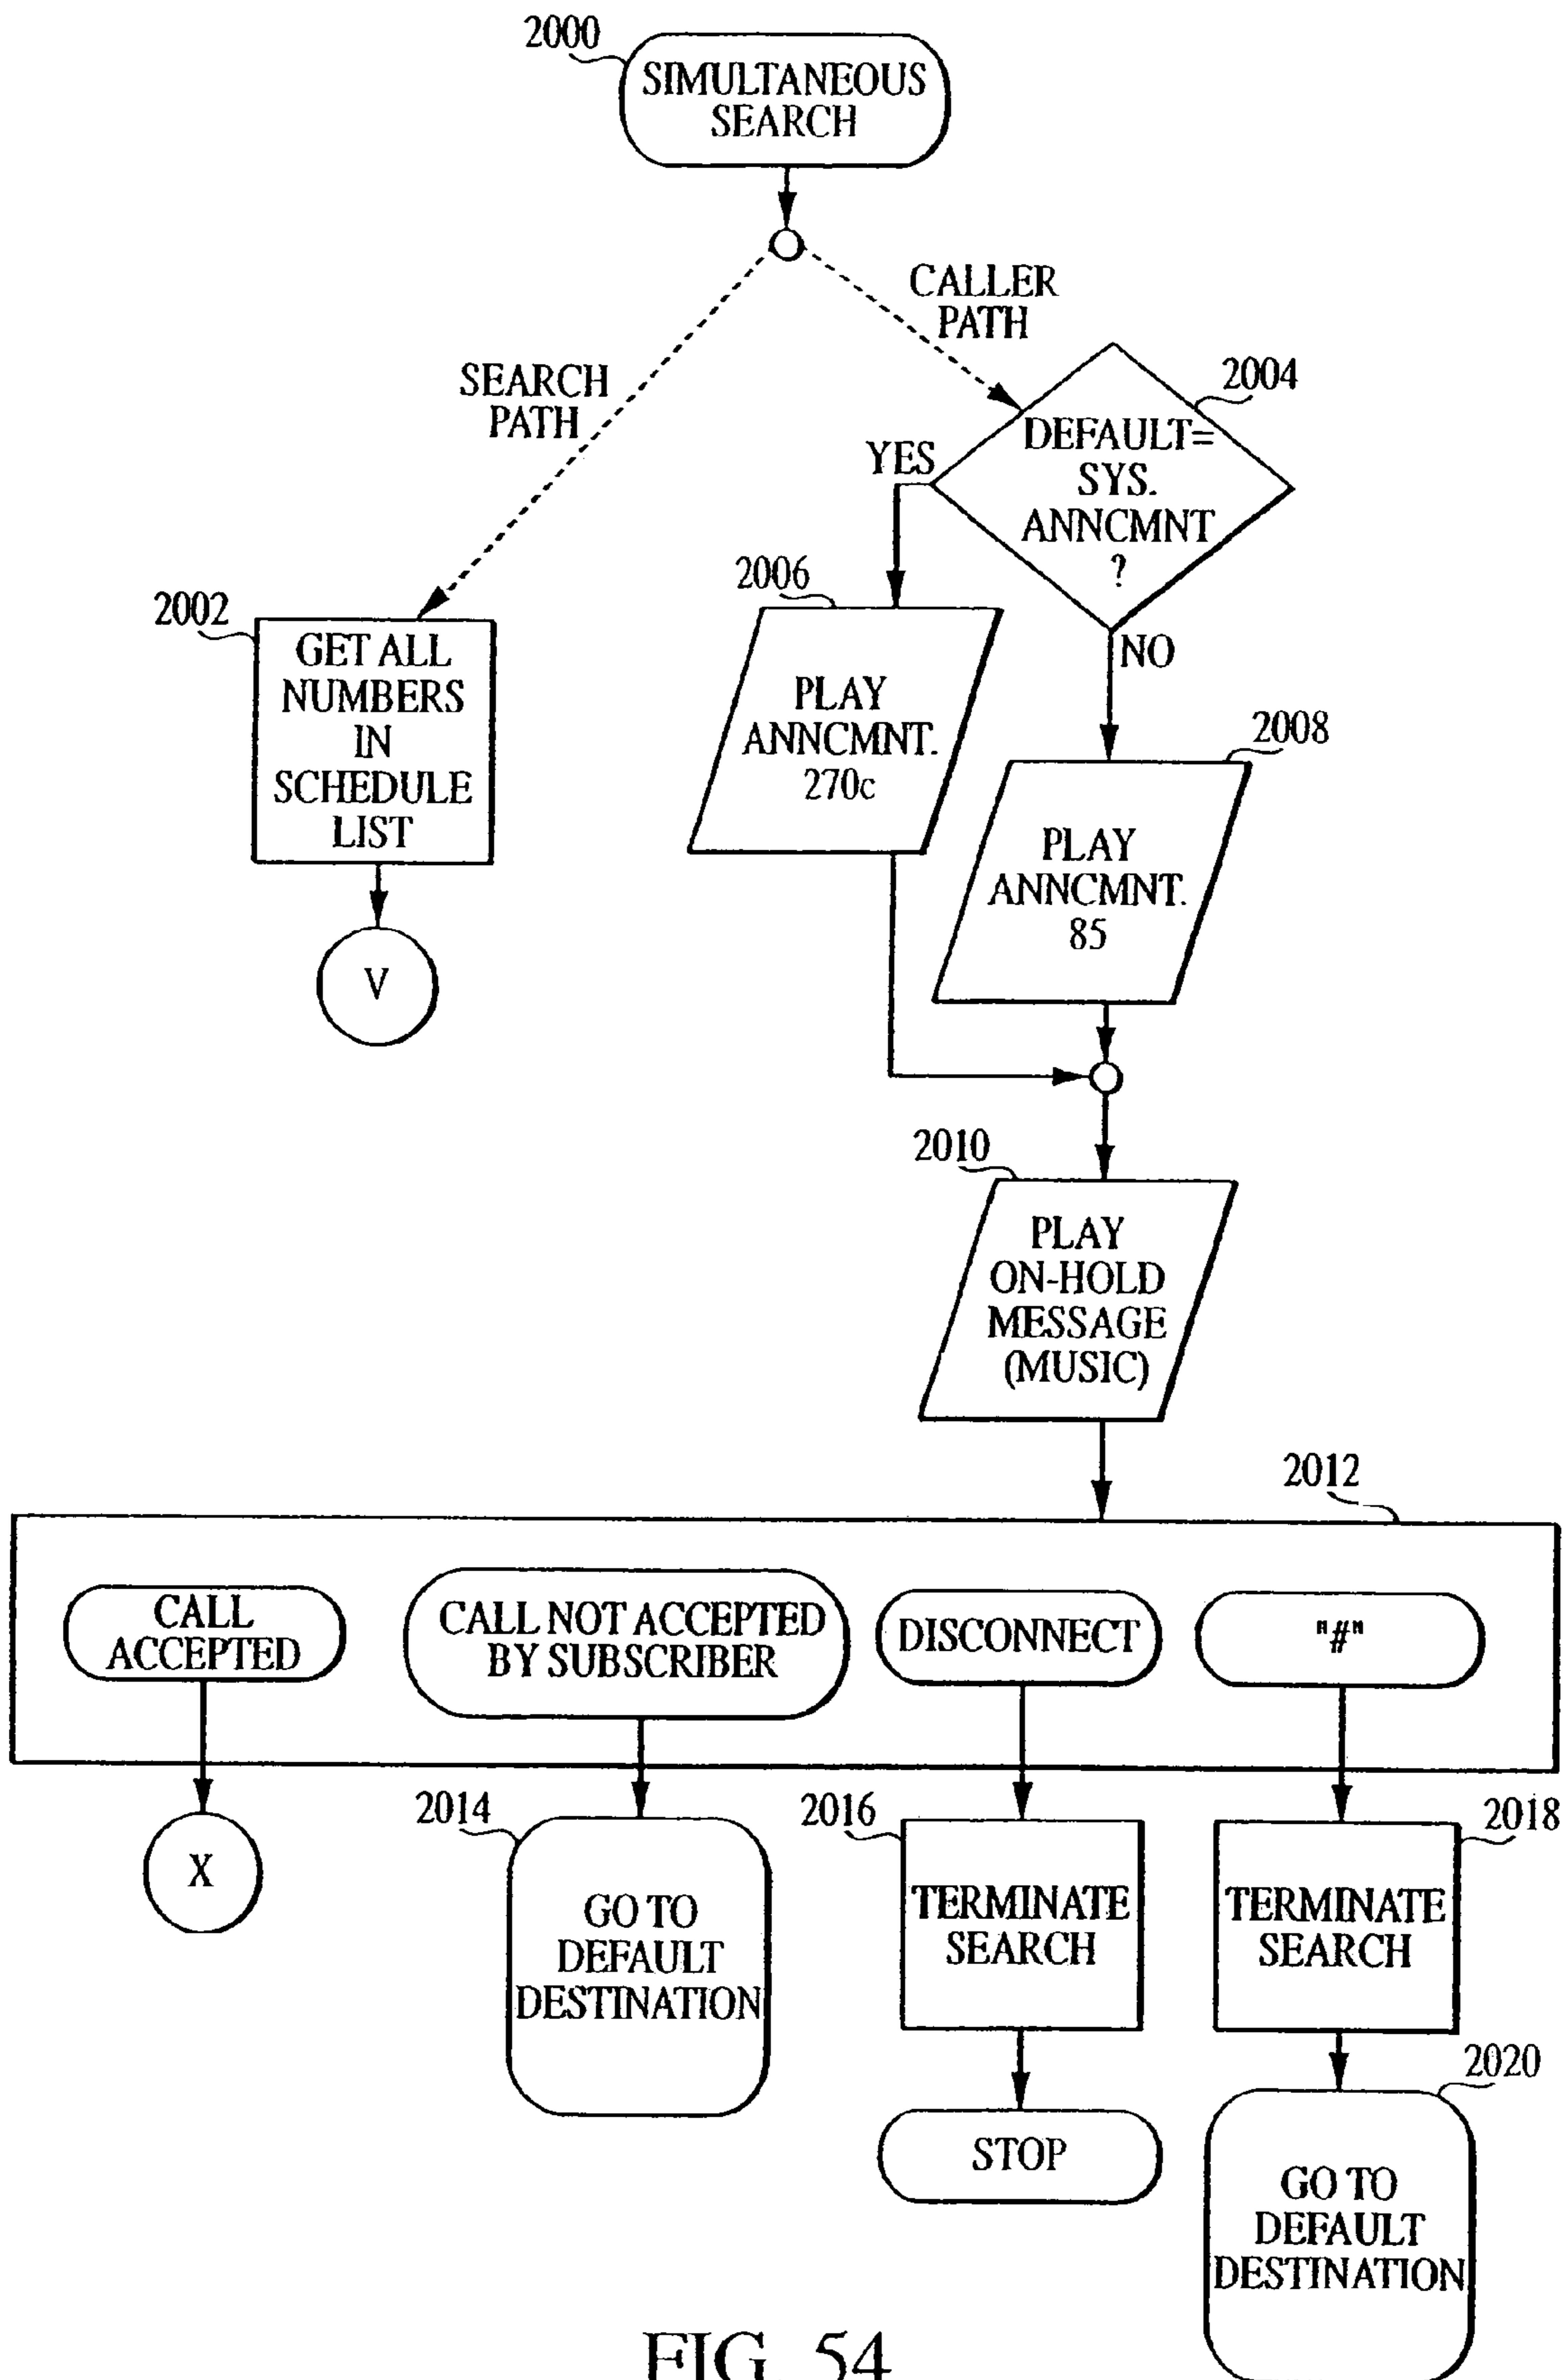 2000
SIMULTANEOUS
SEARCH
CALLER
PATH
SEARCH
PATH
2004
DEFAULT=
SYS.
ANNCMNT
?
YES
NO
2002
GET ALL
NUMBERS
IN
SCHEDULE
LIST
V
2006
PLAY
ANNCMNT.
270c
2008
PLAY
ANNCMNT.
85
2010
PLAY
ON-HOLD
MESSAGE
(MUSIC)
2012
CALL
ACCEPTED
CALL NOT ACCEPTED
BY SUBSCRIBER
DISCONNECT
"#"
X
2014
GO TO
DEFAULT
DESTINATION
2016
TERMINATE
SEARCH
STOP
2018
TERMINATE
SEARCH
2020
GO TO
DEFAULT
DESTINATION
FIG. 54